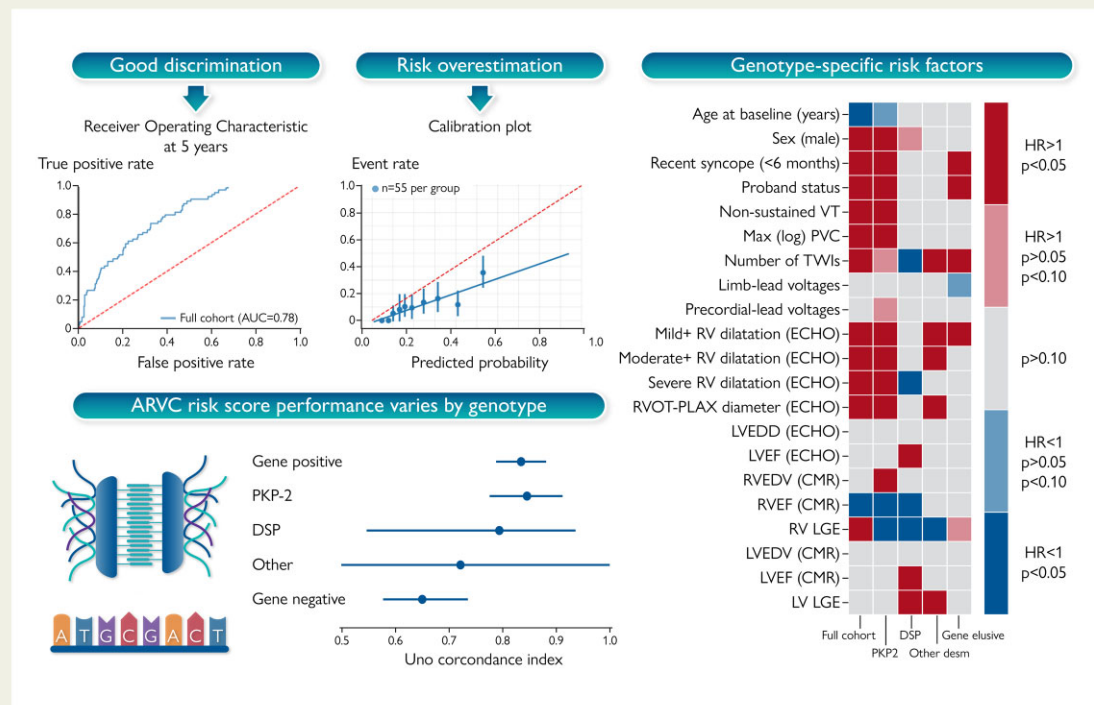 Good discrimination
Receiver Operating Characteristic
at 5 years
True positive rate
1.0
0.8
0.6
0.4
0.2
0
Full cohort (AUC=0.78)
0.0 0.2 0.4 0.6 0.8 1.0
False positive rate
Risk overestimation
Calibration plot
Event rate
n=55 per group
1.0
0.8
0.6
0.4
0.2
0
0.0 0.2 0.4 0.6 0.8 1.0
Predicted probability
ARVC risk score performance varies by genotype
Gene positive
PKP-2
DSP
Other
Gene negative
0.5 0.6 0.7 0.8 0.9 1.0
Uno corcordance index
A T G C G A C T
Genotype-specific risk factors
Age at baseline (years)
Sex (male)
Recent syncope (<6 months)
Proband status
Non-sustained VT
Max (log) PVC
Number of TWIs
Limb-lead voltages
Precordial-lead voltages
Mild+ RV dilatation (ECHO)
Moderate+ RV dilatation (ECHO)
Severe RV dilatation (ECHO)
RVOT-PLAX diameter (ECHO)
LVEDD (ECHO)
LVEF (ECHO)
RVEDV (CMR)
RVEF (CMR)
RV LGE
LVEDV (CMR)
LVEF (CMR)
LV LGE
Full cohort DSP Gene elusive
PKP2 Other desm
HR>1
p<0.05
HR>1
p>0.05
p<0.10
p>0.10
HR<1
p>0.05
p<0.10
HR<1
p<0.05